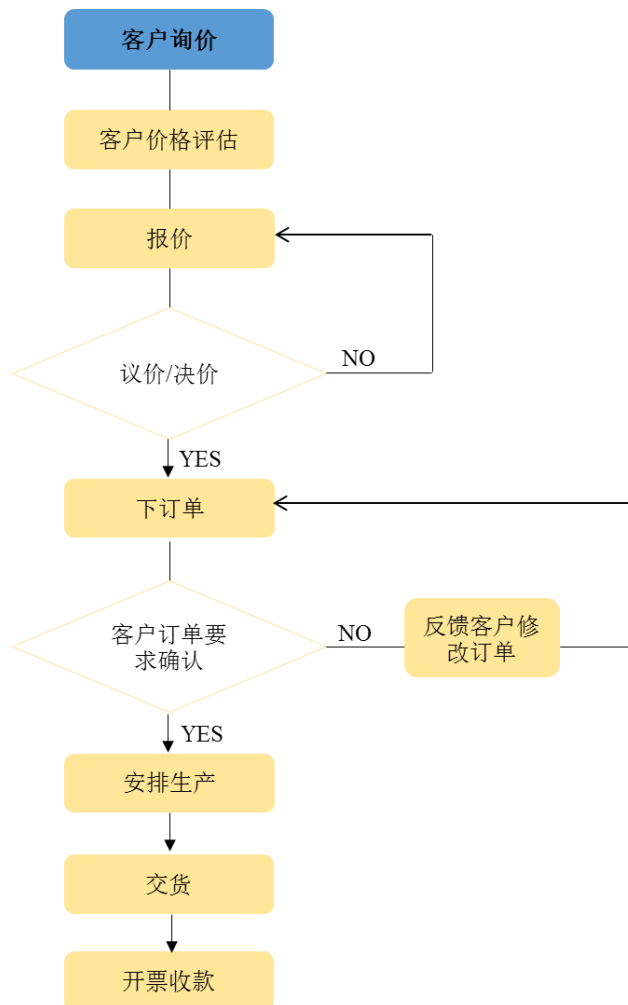 客户询价
客户价格评估
报价
议价/决价
NO
YES
下订单
客户订单要
求确认
NO
反馈客户修
改订单
YES
安排生产
交货
开票收款